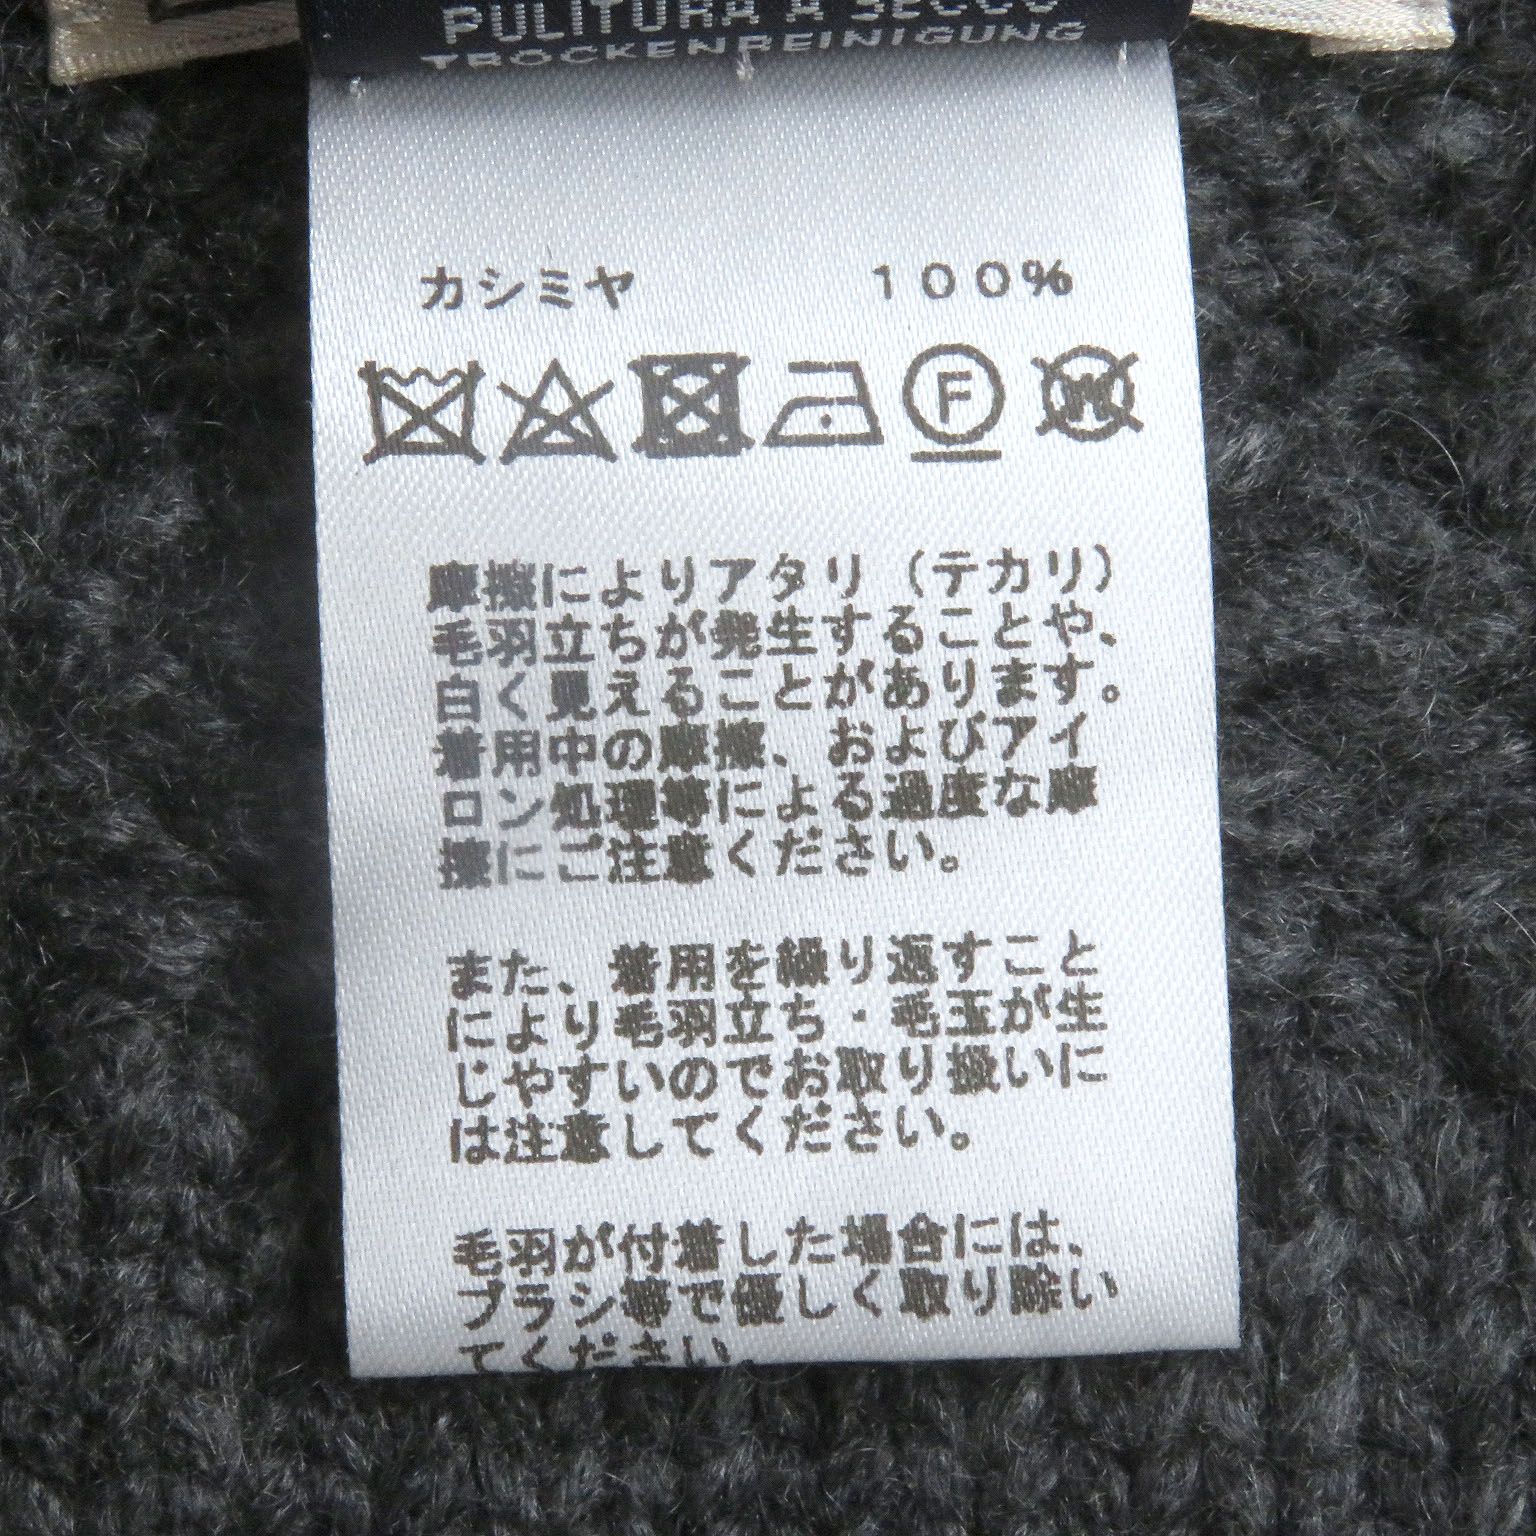 PULITURA A SECCO
TROCKENREINIGUNG
カシミヤ 100%
F
W
摩擦によりアタリ（テカリ）
毛羽立ちが発生することや、
白く見えることがあります。
着用中の摩擦、およびアイ
ロン処理等による過度な摩
擦にご注意ください。
また、着用を繰り返すこと
により毛羽立ち・毛玉が生
じやすいのでお取り扱いに
は注意してください。
毛羽が付着した場合には、
ブラシ等で優しく取り除い
てください。